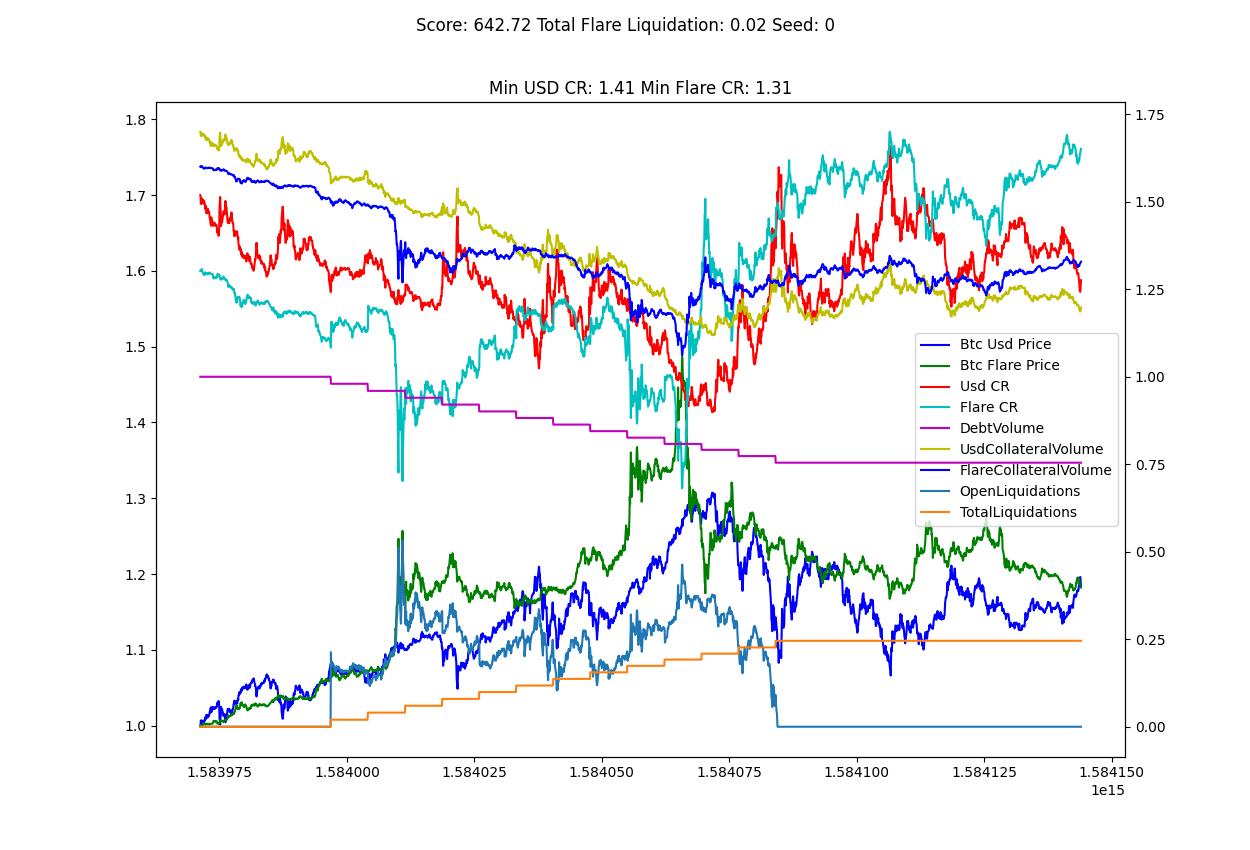 Score: 642.72 Total Flare Liquidation: 0.02 Seed: 0
Min USD CR: 1.41 Min Flare CR: 1.31
1.8
1.7
1.6
1.5
1.4
1.3
1.2
1.1
1.0
1.75
1.50
1.25
1.00
0.75
0.50
0.25
0.00
Btc Usd Price
Btc Flare Price
Usd CR
Flare CR
DebtVolume
UsdCollateralVolume
FlareCollateralVolume
OpenLiquidations
TotalLiquidations
1.583975 1.584000 1.584025 1.584050 1.584075 1.584100 1.584125 1.584150
1e15